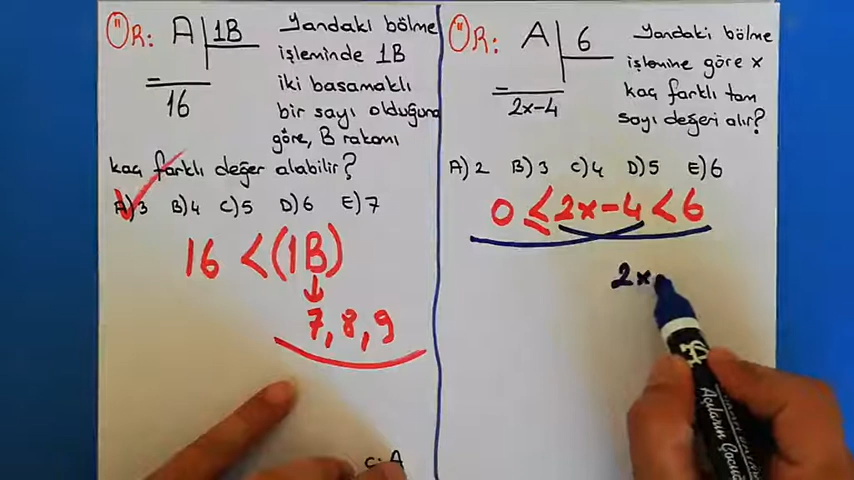 ÖR: A 1B
16
Yandaki bölme
işleminde 1B
iki basamaklı
bir sayı olduğuna
göre, B rakamı
kaç farklı değer alabilir?
A) 3 B) 4 C) 5 D) 6 E) 7
16 < (1B)
↓
7, 8, 9
C: A
ÖR: A 6
2x-4
Yandaki bölme
işlemine göre x
kaç farklı tam
sayı değeri alır?
A) 2 B) 3 C) 4 D) 5 E) 6
0 ≤ 2x-4 < 6
2x
Açıların Çocuğu